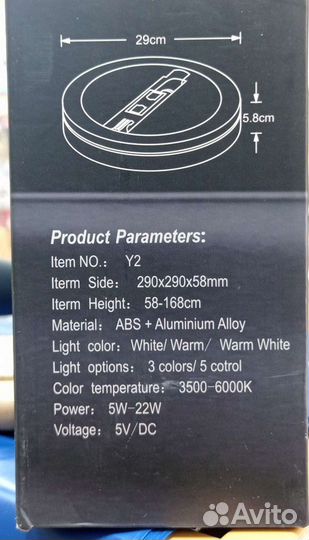 29cm
5.8cm
Product Parameters:
Item NO.: Y2
Iterm Side: 290x290x58mm
Iterm Height: 58-168cm
Material: ABS + Aluminium Alloy
Light color: White/ Warm/ Warm White
Light options: 3 colors/ 5 cotrol
Color temperature: 3500-6000K
Power: 5W-22W
Voltage: 5V/DC
Avito